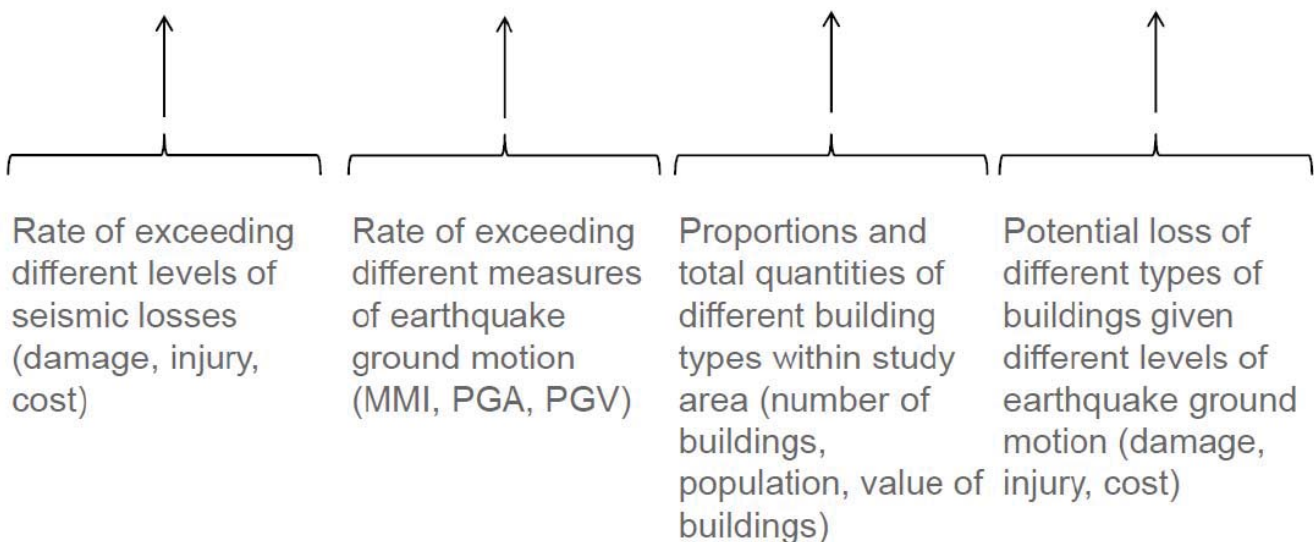 Rate of exceeding
different levels of
seismic losses
(damage, injury,
cost)
Rate of exceeding
different measures
of earthquake
ground motion
(MMI, PGA, PGV)
Proportions and
total quantities of
different building
types within study
area (number of
buildings,
population, value of
buildings)
Potential loss of
different types of
buildings given
different levels of
earthquake ground
motion (damage,
injury, cost)